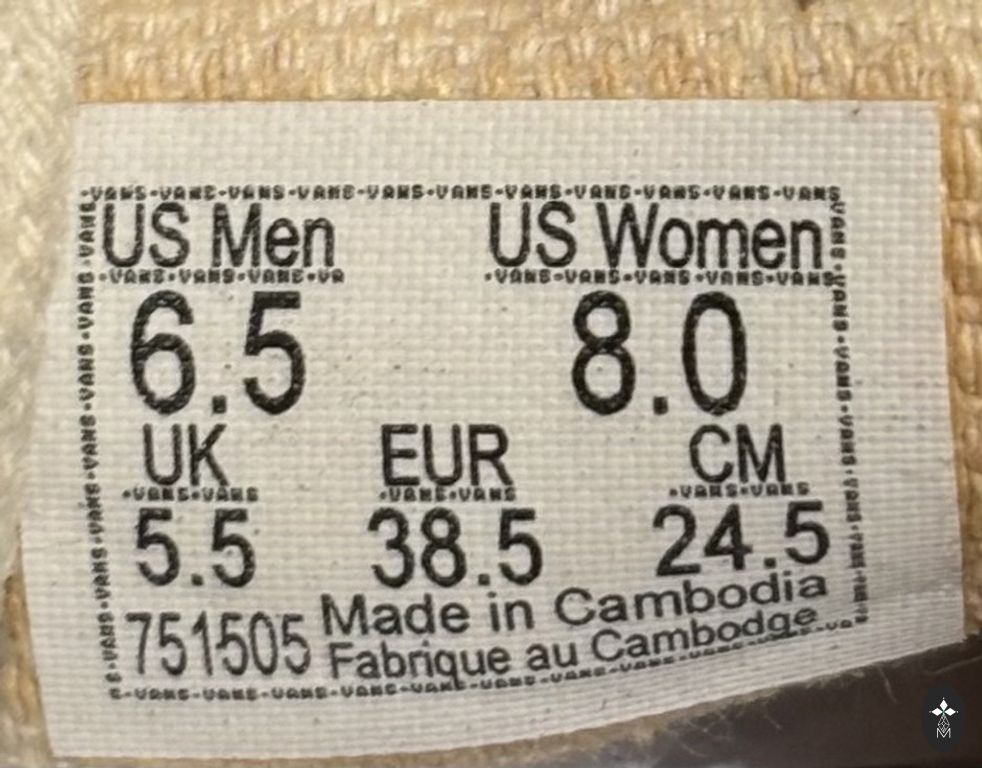 ·VANS·VANS·VANS·VANS·VANS·VANS·VANS·VANS·VANS·VANS·VANS
US Men US Women
·VANS·VANS·VANS·VA ·VANS·VANS·VANS·VANS·VANS
6.5 8.0
UK EUR CM
·VANS·VANS ·VANS·VANS ·VANS·VANS
5.5 38.5 24.5
751505 Made in Cambodia
Fabrique au Cambodge
M